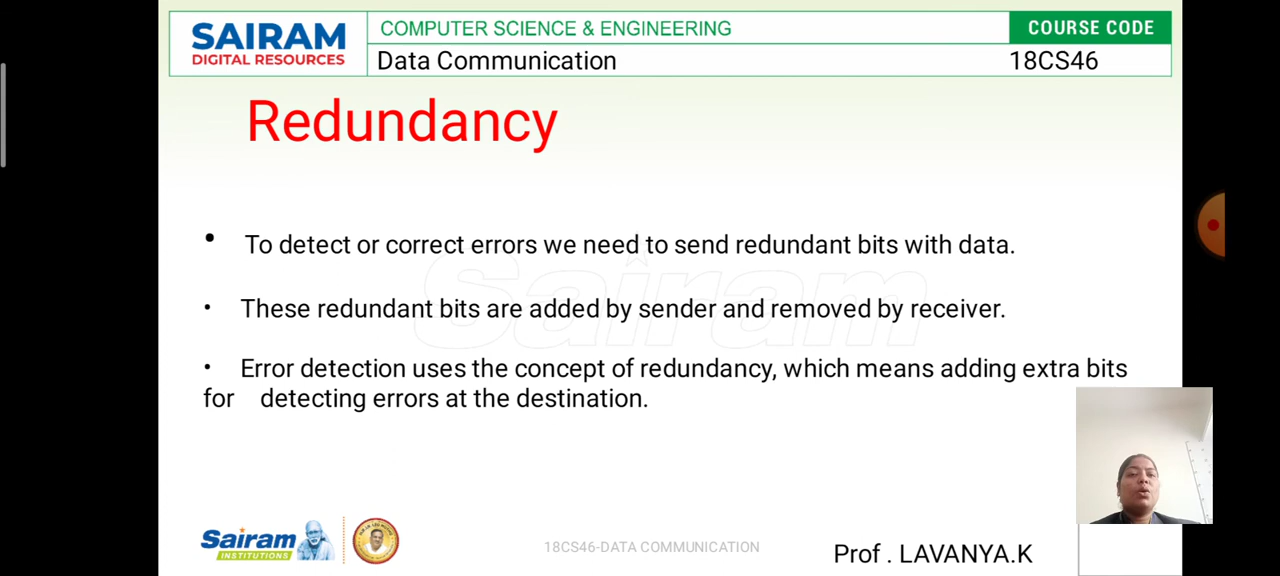 SAIRAM
DIGITAL RESOURCES
COMPUTER SCIENCE & ENGINEERING
COURSE CODE
Data Communication
18CS46
Redundancy
• To detect or correct errors we need to send redundant bits with data.
Sairam
• These redundant bits are added by sender and removed by receiver.
• Error detection uses the concept of redundancy, which means adding extra bits
for detecting errors at the destination.
Sairam
INSTITUTIONS
18CS46-DATA COMMUNICATION
Prof . LAVANYA.K